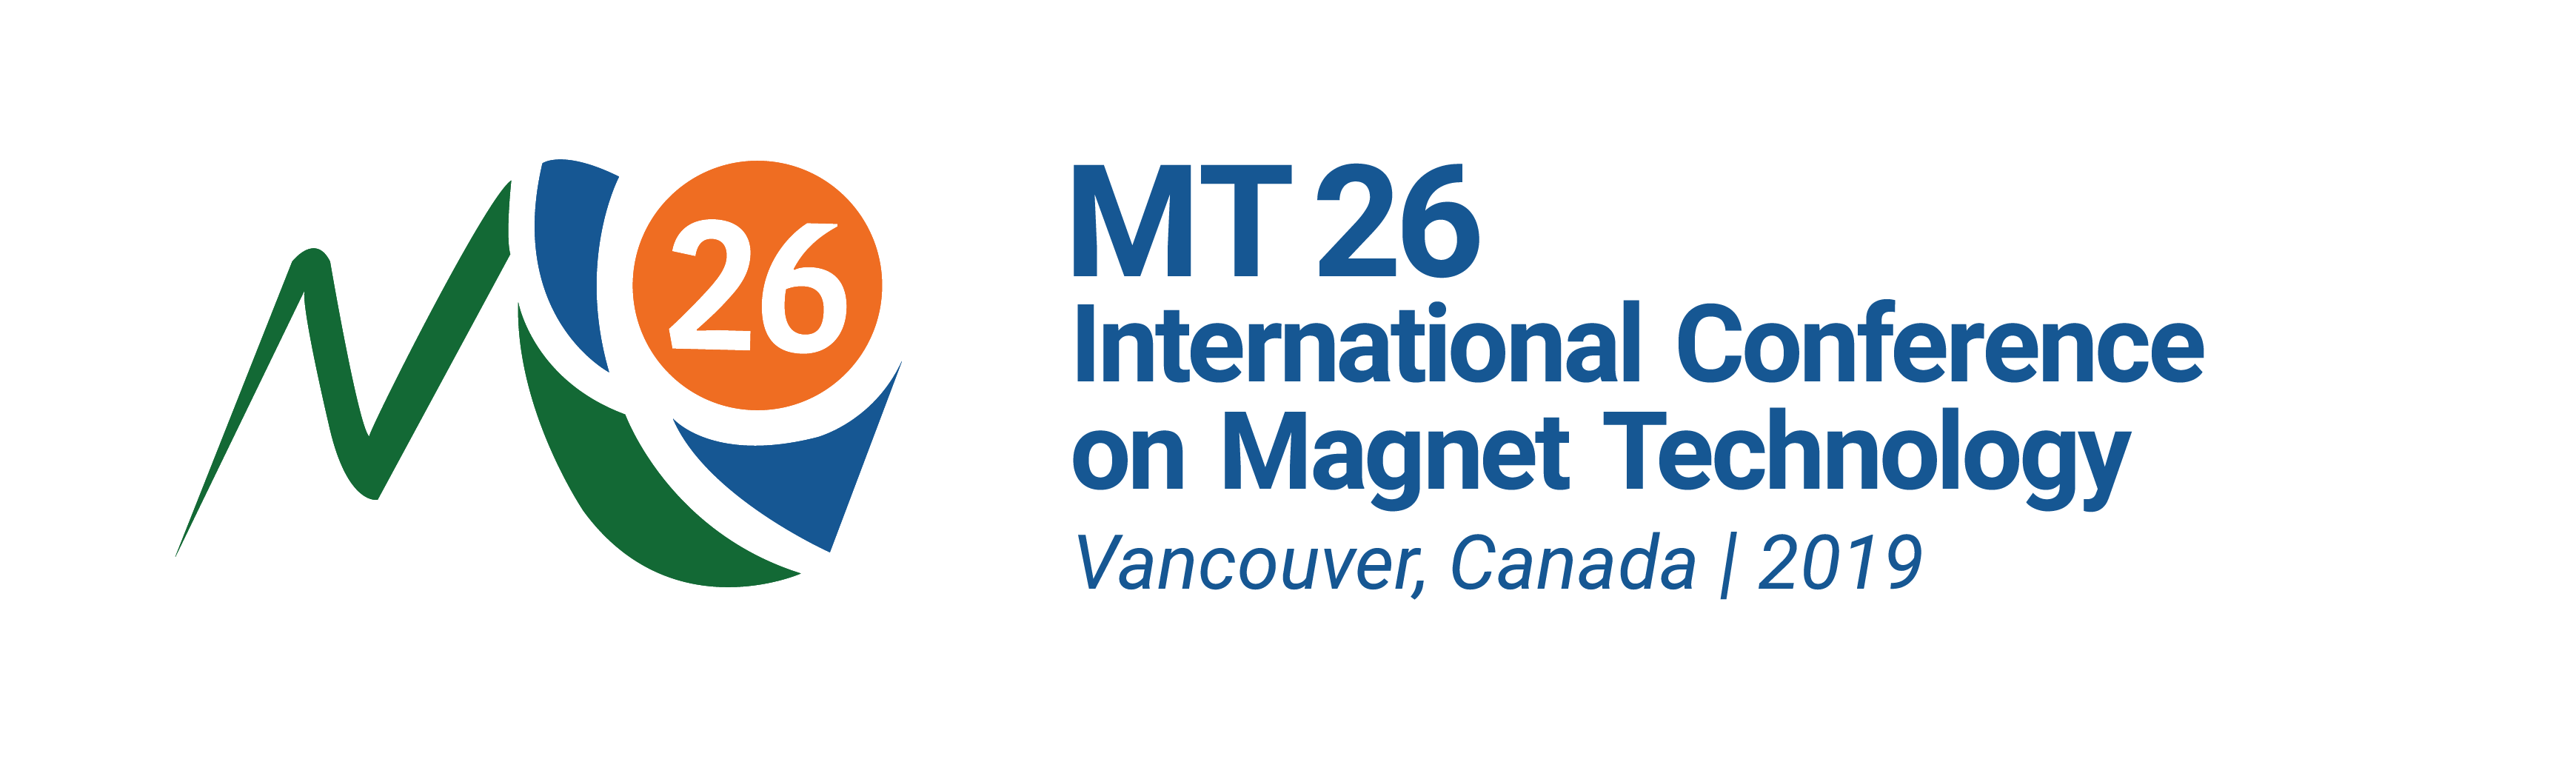 26
MT 26
International Conference
on Magnet Technology
Vancouver, Canada | 2019